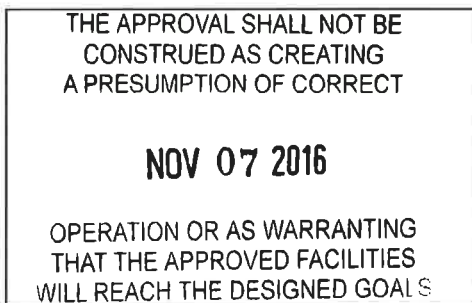 THE APPROVAL SHALL NOT BE
CONSTRUED AS CREATING
A PRESUMPTION OF CORRECT
NOV 07 2016
OPERATION OR AS WARRANTING
THAT THE APPROVED FACILITIES
WILL REACH THE DESIGNED GOALS